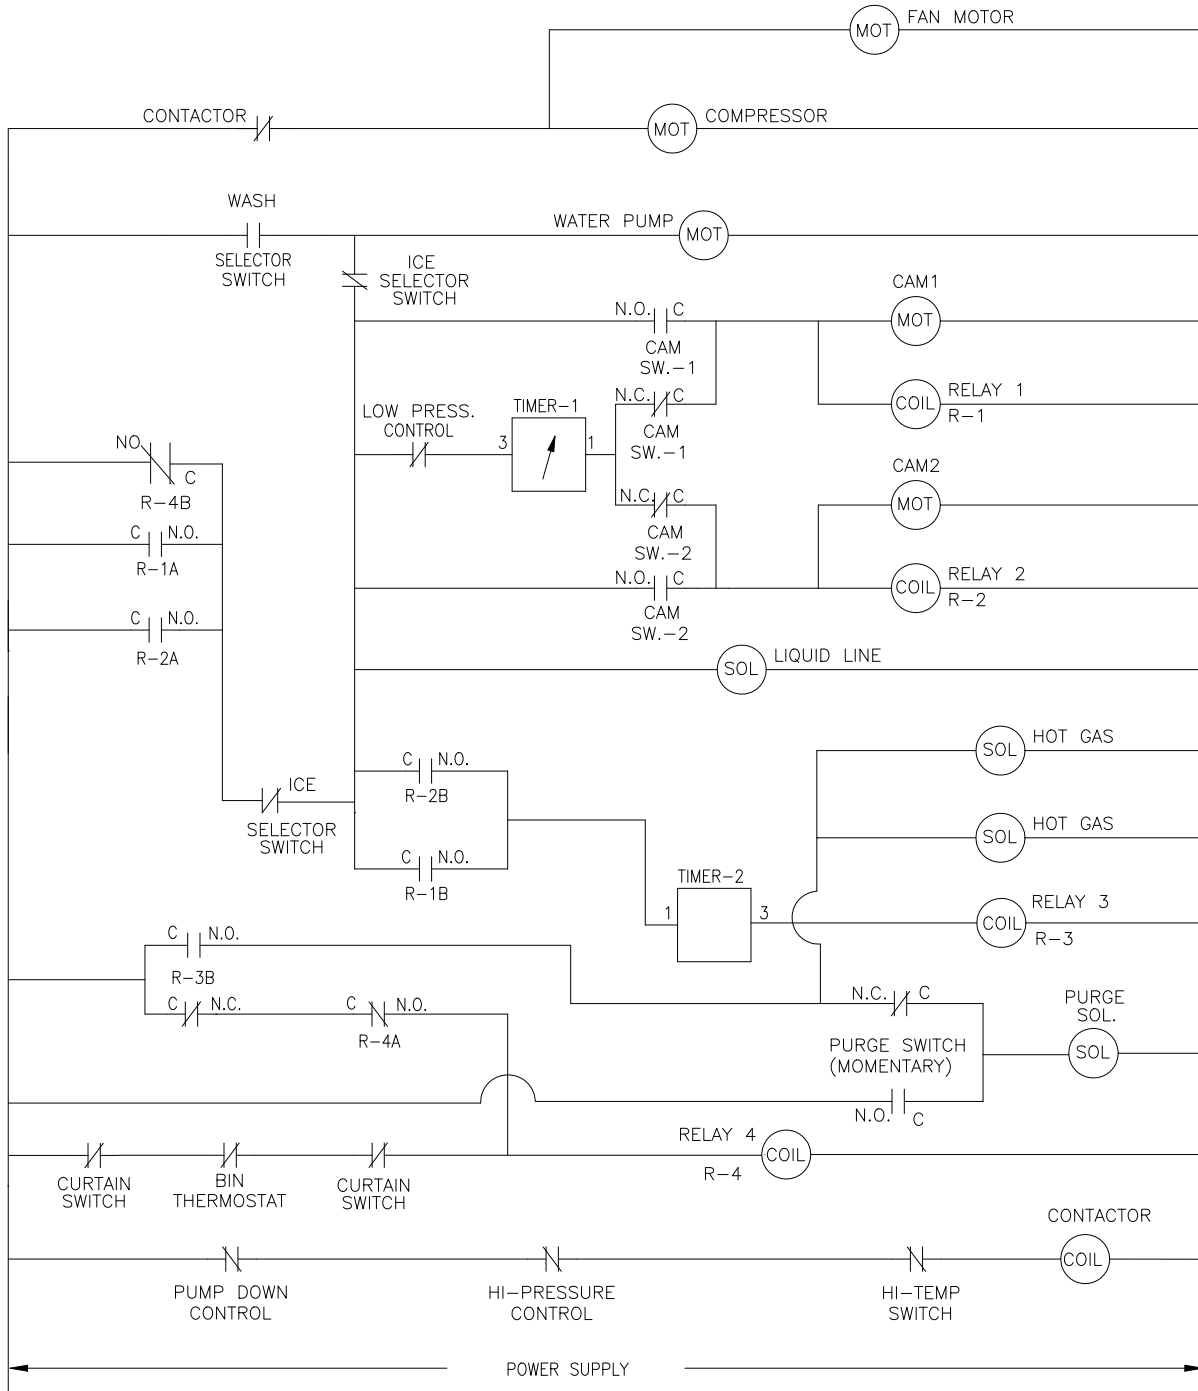 FAN MOTOR
MOT
CONTACTOR
MOT
COMPRESSOR
WASH
SELECTOR
SWITCH
WATER PUMP
MOT
ICE
SELECTOR
SWITCH
CAM1
N.O. C
MOT
CAM
SW.-1
N.C. C
COIL
RELAY 1
R-1
LOW PRESS.
CONTROL
TIMER-1
3
1
CAM
SW.-1
NO
C
R-4B
CAM2
N.C. C
MOT
CAM
SW.-2
C N.O.
R-1A
N.O. C
COIL
RELAY 2
R-2
CAM
SW.-2
C N.O.
R-2A
SOL
LIQUID LINE
SOL
HOT GAS
C N.O.
R-2B
ICE
SELECTOR
SWITCH
SOL
HOT GAS
C N.O.
R-1B
TIMER-2
1
3
COIL
RELAY 3
R-3
C N.O.
R-3B
C N.C.
C N.O.
R-4A
N.C. C
PURGE SWITCH
(MOMENTARY)
N.O. C
PURGE
SOL.
SOL
RELAY 4
R-4
COIL
CURTAIN
SWITCH
BIN
THERMOSTAT
CURTAIN
SWITCH
CONTACTOR
COIL
PUMP DOWN
CONTROL
HI-PRESSURE
CONTROL
HI-TEMP
SWITCH
POWER SUPPLY